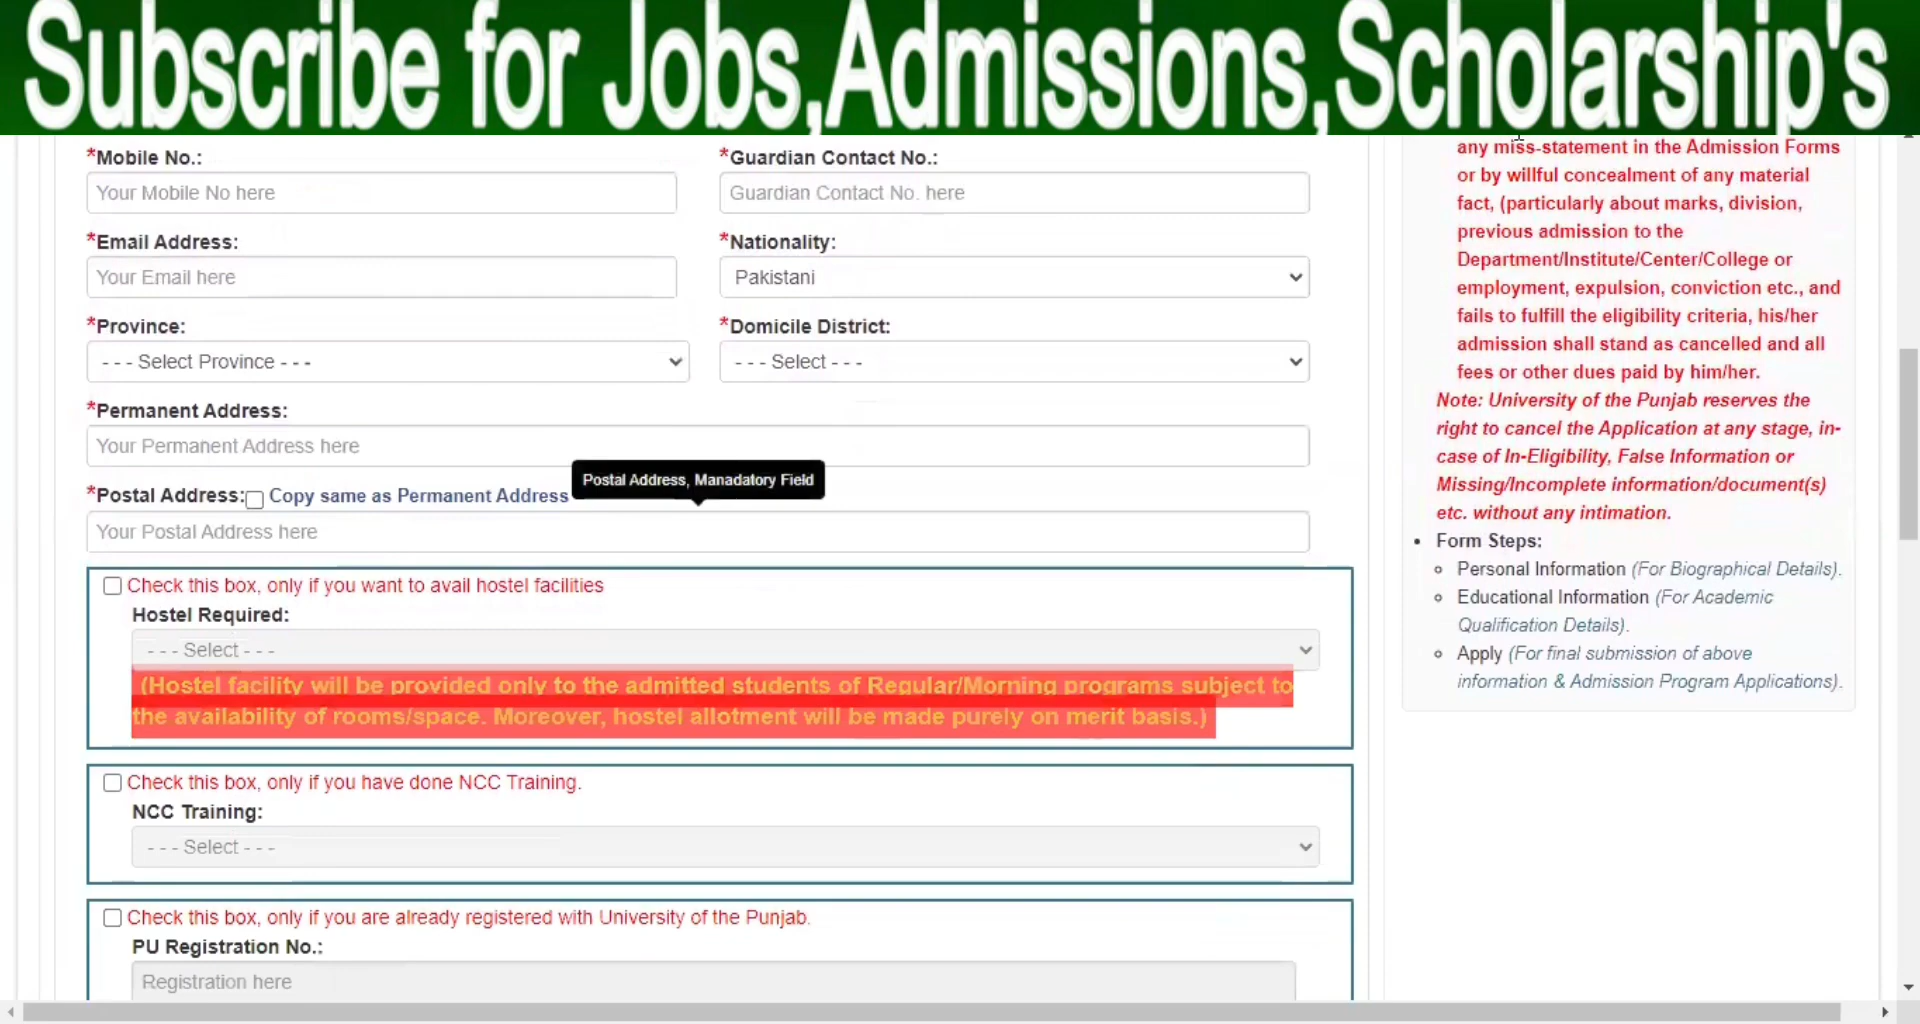 Subscribe for Jobs,Admissions,Scholarship's
*Mobile No.:
Your Mobile No here
*Guardian Contact No.:
Guardian Contact No. here
*Email Address:
Your Email here
*Nationality:
Pakistani
*Province:
- - - Select Province - - -
*Domicile District:
- - - Select - - -
*Permanent Address:
Your Permanent Address here
Postal Address, Manadatory Field
*Postal Address: Copy same as Permanent Address
Your Postal Address here
Check this box, only if you want to avail hostel facilities
Hostel Required:
- - - Select - - -
(Hostel facility will be provided only to the admitted students of Regular/Morning programs subject to
the availability of rooms/space. Moreover, hostel allotment will be made purely on merit basis.)
Check this box, only if you have done NCC Training.
NCC Training:
- - - Select - - -
Check this box, only if you are already registered with University of the Punjab.
PU Registration No.:
Registration here
any miss-statement in the Admission Forms
or by willful concealment of any material
fact, (particularly about marks, division,
previous admission to the
Department/Institute/Center/College or
employment, expulsion, conviction etc., and
fails to fulfill the eligibility criteria, his/her
admission shall stand as cancelled and all
fees or other dues paid by him/her.
Note: University of the Punjab reserves the
right to cancel the Application at any stage, in-
case of In-Eligibility, False Information or
Missing/Incomplete information/document(s)
etc. without any intimation.
• Form Steps:
Personal Information (For Biographical Details).
Educational Information (For Academic
Qualification Details).
Apply (For final submission of above
information & Admission Program Applications).